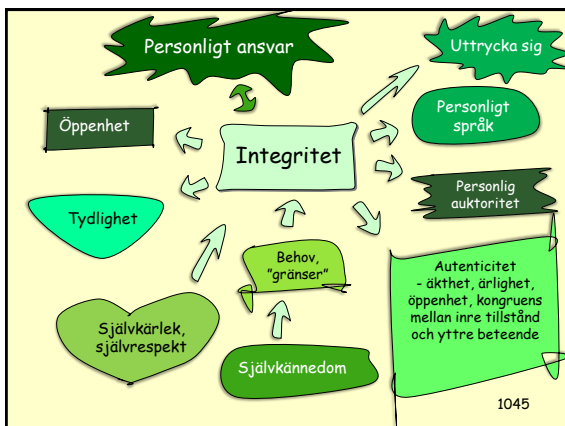 Personligt ansvar
Uttrycka sig
Öppenhet
Integritet
Personligt
språk
Personlig
auktoritet
Tydlighet
Behov,
”gränser”
Autenticitet
- äkthet, ärlighet,
öppenhet, kongruens
mellan inre tillstånd
och yttre beteende
Självkärlek,
självrespekt
Självkännedom
1045